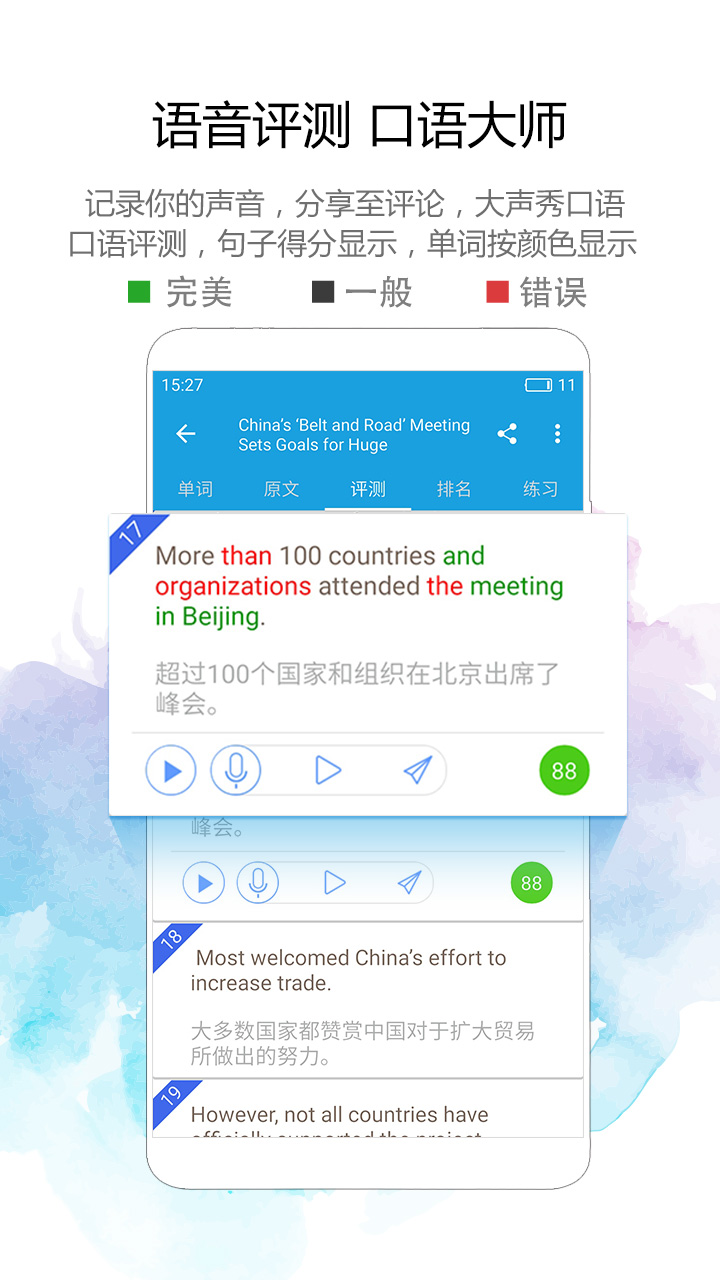 语音评测 口语大师
记录你的声音，分享至评论，大声秀口语
口语评测，句子得分显示，单词按颜色显示
完美 一般 错误
15:27 11
China’s ‘Belt and Road’ Meeting
Sets Goals for Huge
单词 原文 评测 排名 练习
17
More than 100 countries and
organizations attended the meeting
in Beijing.
超过100个国家和组织在北京出席了
峰会。
88
峰会。
88
18
Most welcomed China’s effort to
increase trade.
大多数国家都赞赏中国对于扩大贸易
所做出的努力。
19
However, not all countries have
officially supported the project